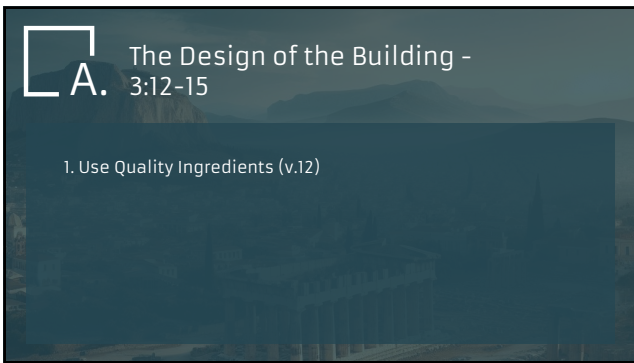 A.
The Design of the Building -
3:12-15
1. Use Quality Ingredients (v.12)